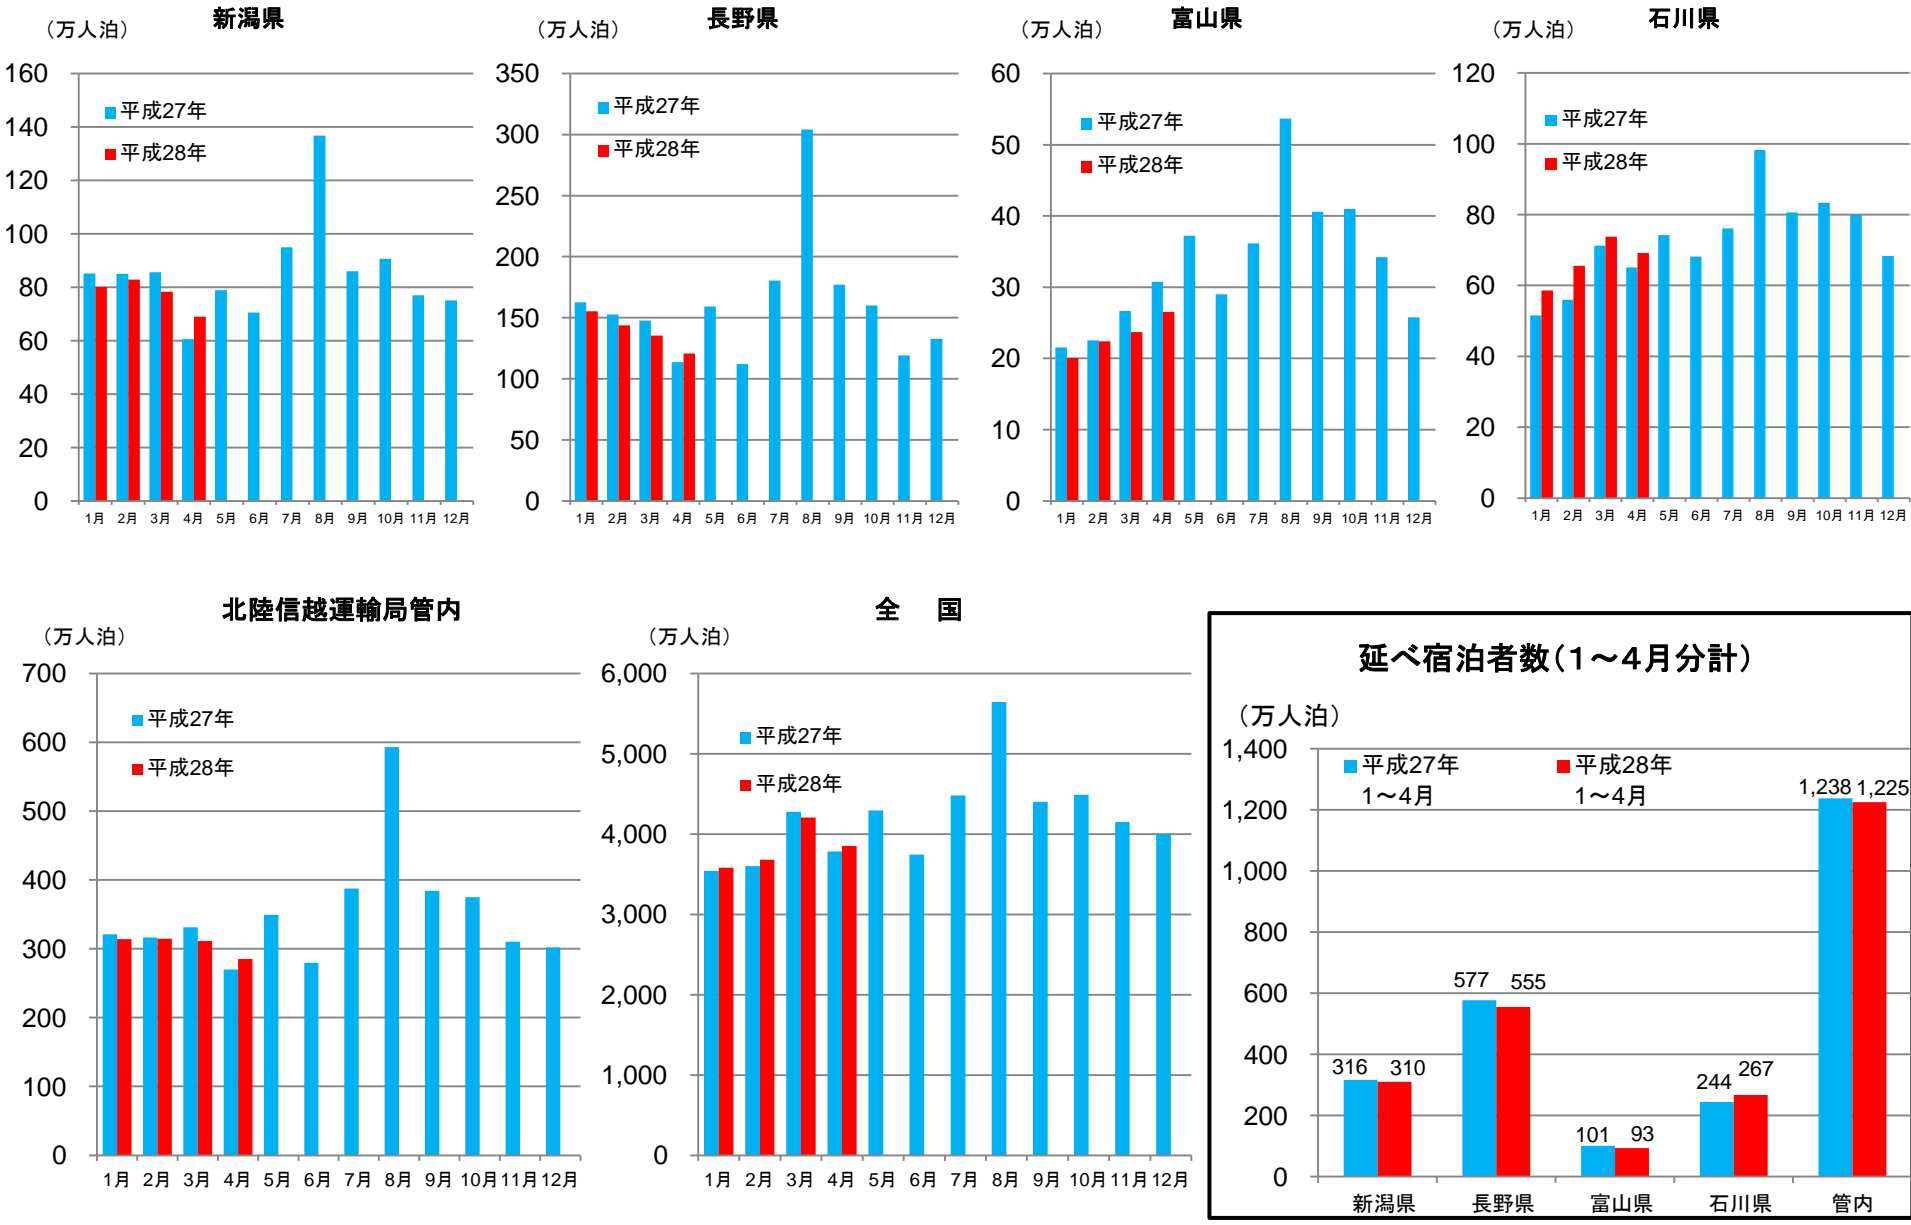 新潟県
（万人泊）
160
140
120
100
80
60
40
20
0
平成27年
平成28年
1月 2月 3月 4月 5月 6月 7月 8月 9月 10月 11月 12月
長野県
（万人泊）
350
300
250
200
150
100
50
0
平成27年
平成28年
1月 2月 3月 4月 5月 6月 7月 8月 9月 10月 11月 12月
富山県
（万人泊）
60
50
40
30
20
10
0
平成27年
平成28年
1月 2月 3月 4月 5月 6月 7月 8月 9月 10月 11月 12月
石川県
（万人泊）
120
100
80
60
40
20
0
平成27年
平成28年
1月 2月 3月 4月 5月 6月 7月 8月 9月 10月 11月 12月
北陸信越運輸局管内
（万人泊）
700
600
500
400
300
200
100
0
平成27年
平成28年
1月 2月 3月 4月 5月 6月 7月 8月 9月 10月 11月 12月
全　国
（万人泊）
6,000
5,000
4,000
3,000
2,000
1,000
0
平成27年
平成28年
1月 2月 3月 4月 5月 6月 7月 8月 9月 10月 11月 12月
延べ宿泊者数（1～4月分計）
（万人泊）
1,400
1,200
1,000
800
600
400
200
0
平成27年
1～4月
平成28年
1～4月
316 310
577 555
101 93
244 267
1,238 1,225
新潟県 長野県 富山県 石川県 管内